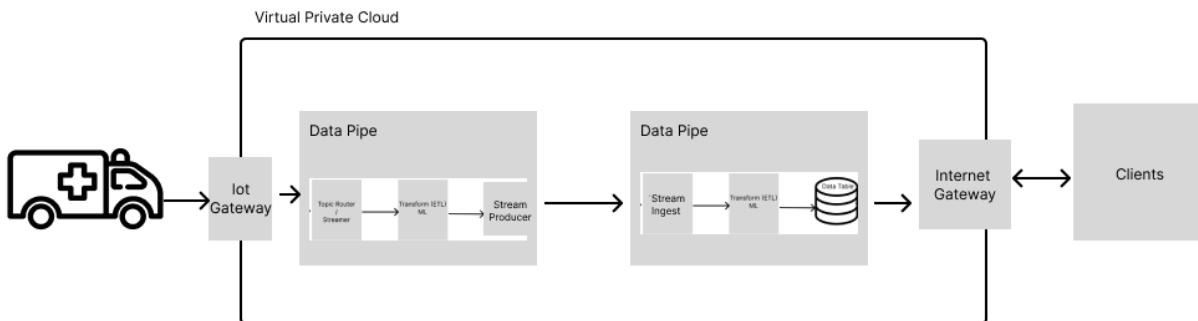 Virtual Private Cloud
Iot
Gateway
Data Pipe
Topic Router
/
Streamer
Transform (ETL)
ML
Stream
Producer
Data Pipe
Stream
Ingest
Transform (ETL)
ML
Data Table
Internet
Gateway
Clients